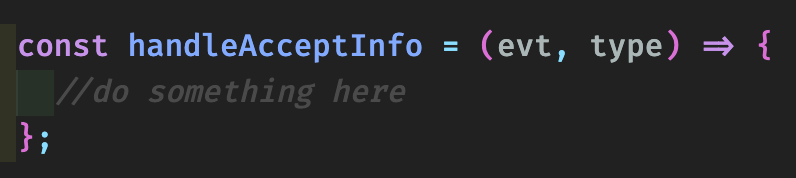 const handleAcceptInfo = (evt, type) => {
  //do something here
};